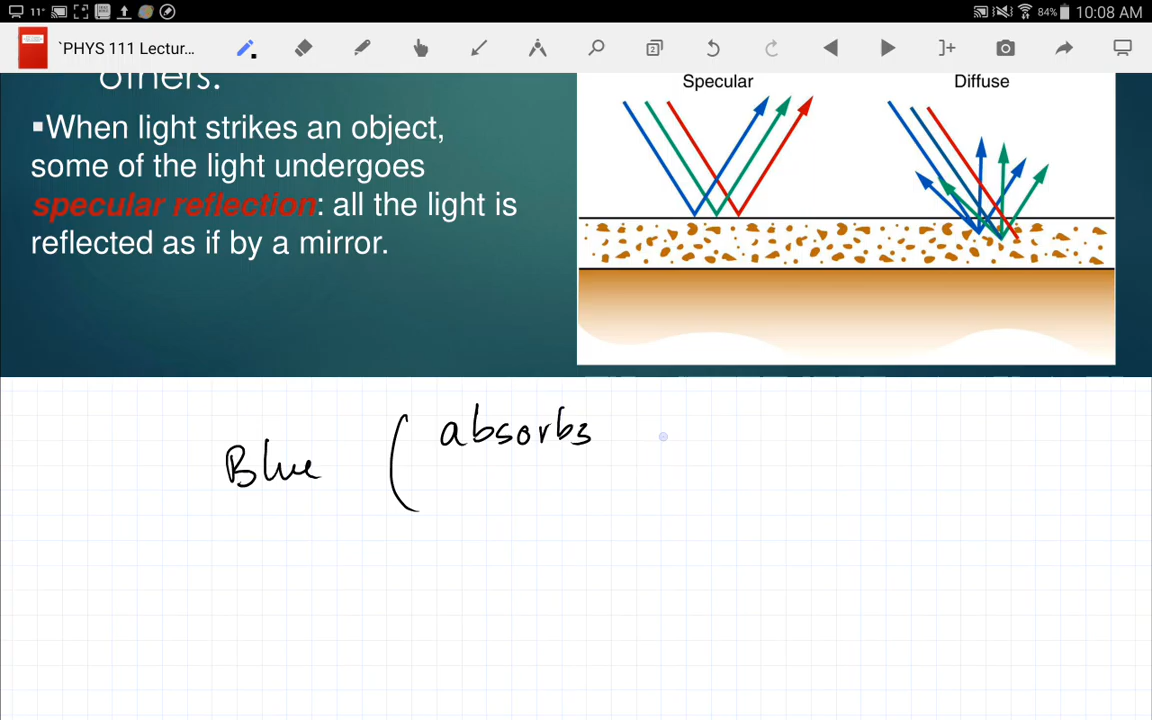 11° 84% 10:08 AM
`PHYS 111 Lectur...
2
others.
▪When light strikes an object,
some of the light undergoes
specular reflection: all the light is
reflected as if by a mirror.
Specular Diffuse
Blue ( absorbs